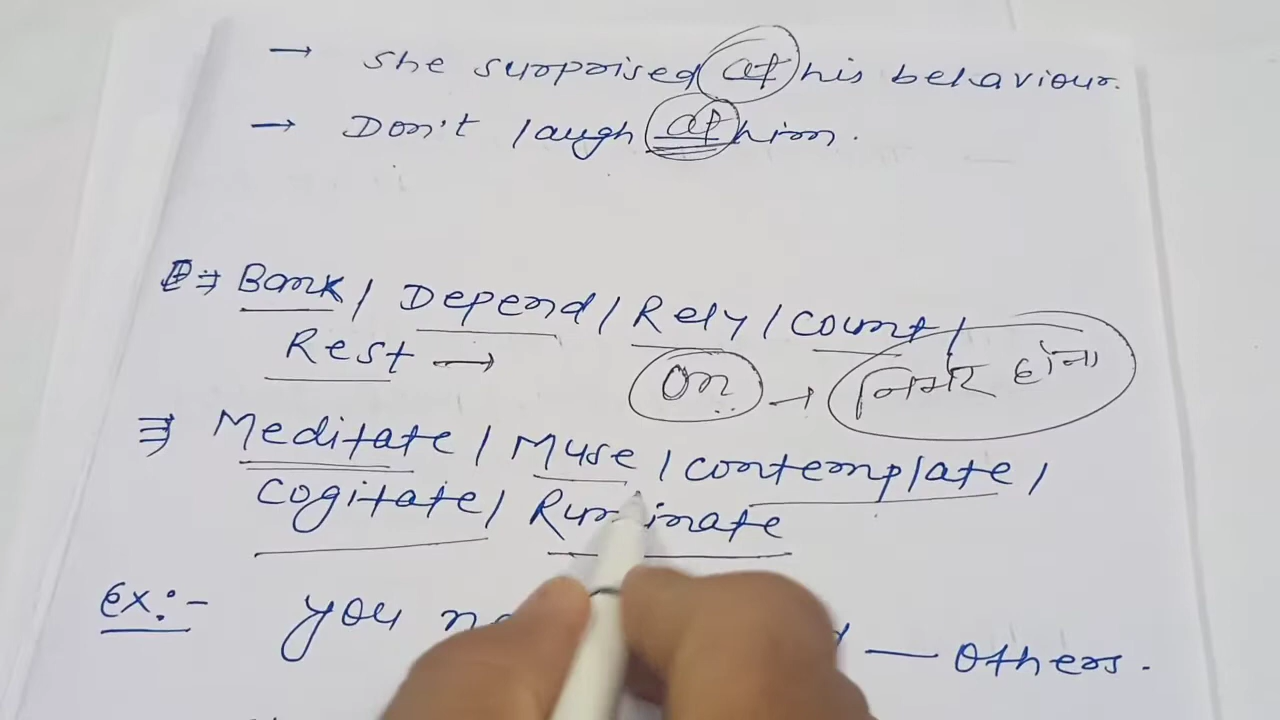 → She surprised at his behaviour.
→ Don't laugh at him.
⇒ Bank / Depend / Rely / Count /
Rest → on → निर्भर होना
⇒ Meditate / Muse / contemplate /
Cogitate / Ruminate
Ex:- You — others.